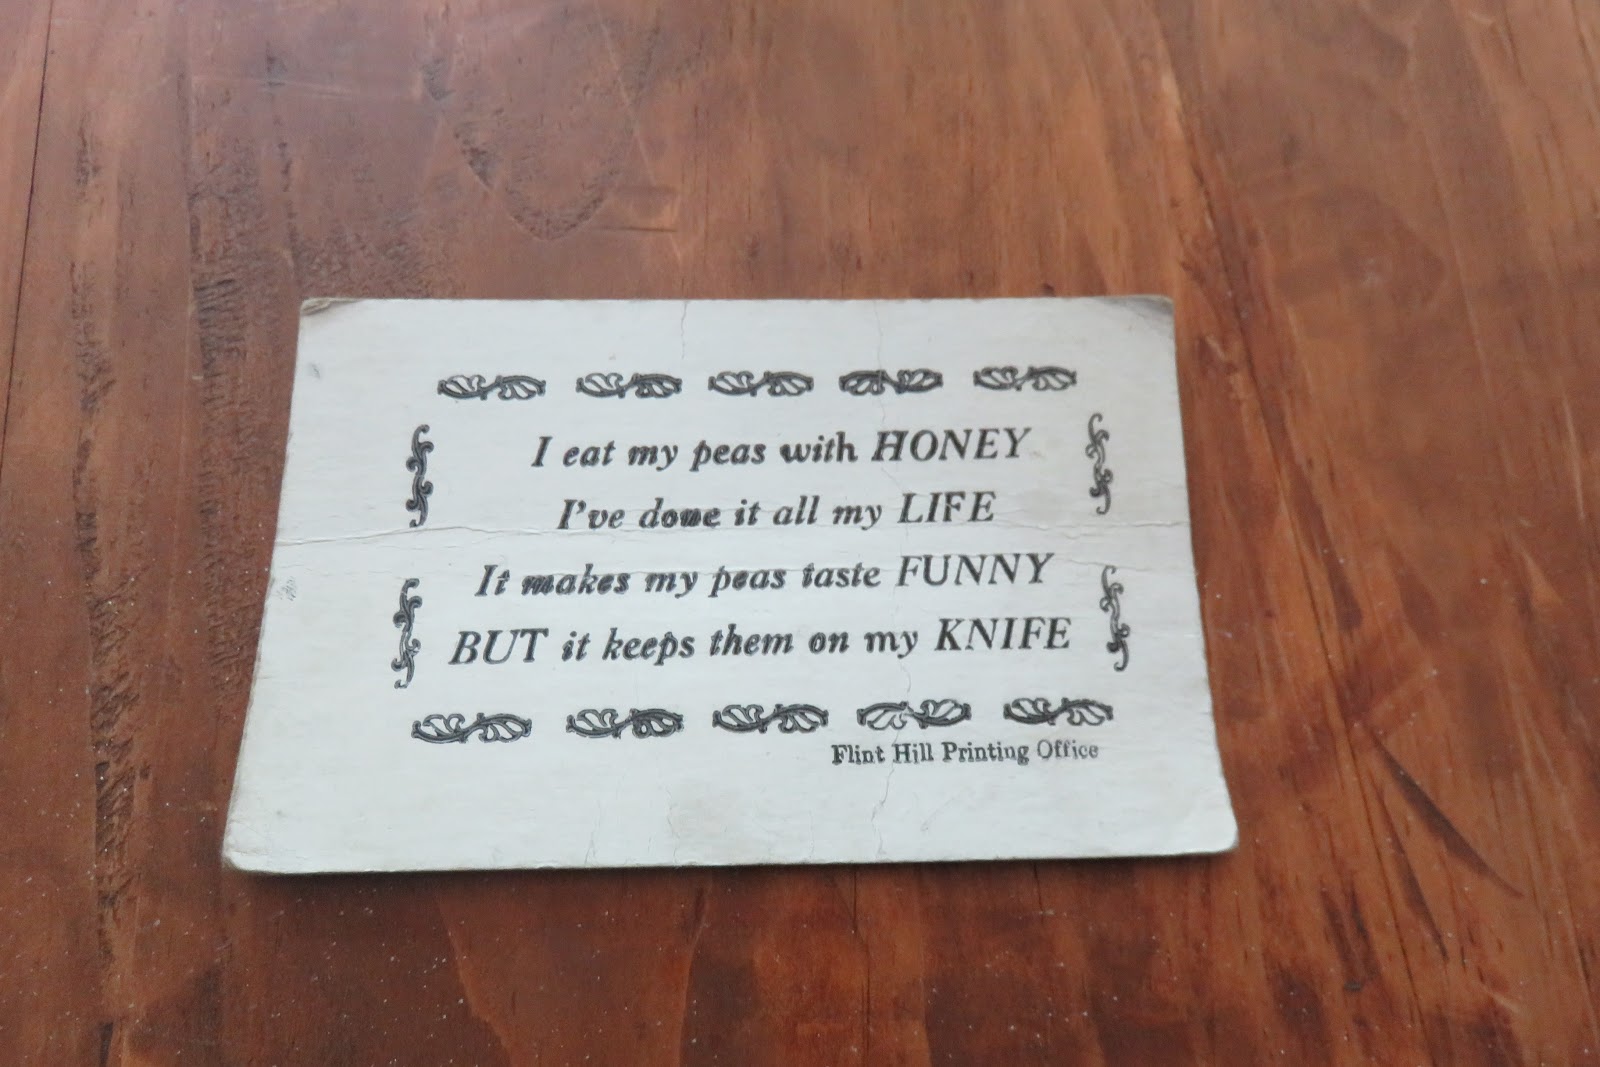 I eat my peas with HONEY
I've done it all my LIFE
It makes my peas taste FUNNY
BUT it keeps them on my KNIFE
Flint Hill Printing Office